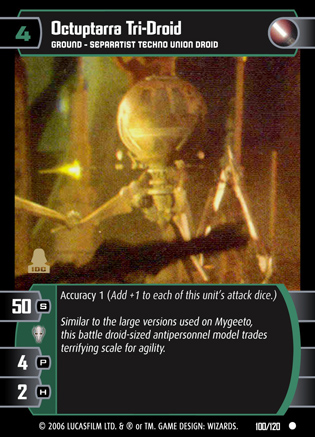 4
Octuptarra Tri-Droid
GROUND - SEPARATIST TECHNO UNION DROID
50 S
Accuracy 1 (Add +1 to each of this unit's attack dice.)
Similar to the large versions used on Mygeeto,
this battle droid-sized antipersonnel model trades
terrifying scale for agility.
4 P
2 H
© 2006 LUCASFILM LTD. & ® or TM. GAME DESIGN: WIZARDS.
100/120